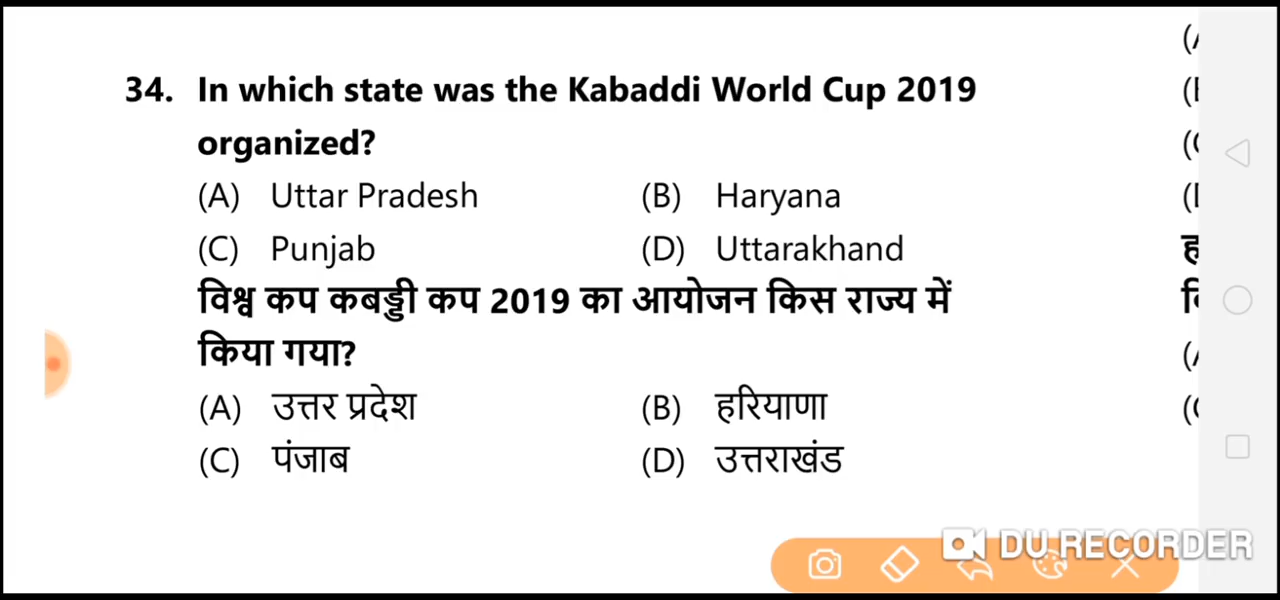 34. In which state was the Kabaddi World Cup 2019
organized?
(A) Uttar Pradesh (B) Haryana
(C) Punjab (D) Uttarakhand
विश्व कप कबड्डी कप 2019 का आयोजन किस राज्य में
किया गया?
(A) उत्तर प्रदेश (B) हरियाणा
(C) पंजाब (D) उत्तराखंड
DU RECORDER